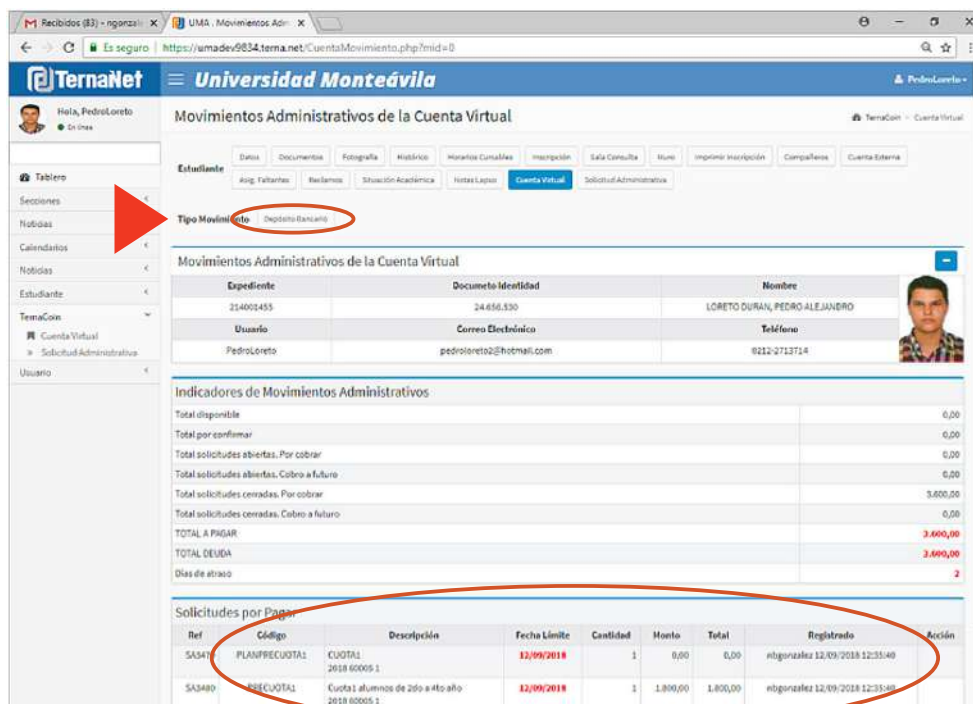 Recibidos (83) - ngonzal
UMA . Movimientos Adm
Es seguro https://umadev9834.terna.net/CuentaMovimiento.php?mid=0
TernaNet
Universidad Monteávila
PedroLoreto
Hola, PedroLoreto
En línea
Movimientos Administrativos de la Cuenta Virtual
TernaCoin > Cuenta Virtual
Tablero
Secciones
Noticias
Calendarios
Noticias
Estudiante
TernaCoin
Cuenta Virtual
Solicitud Administrativa
Usuario
Estudiante
Datos Documentos Fotografía Histórico Horarios Cursables Inscripción Sala Consulta Muro Imprimir Inscripción Compañeros Cuenta Externa
Asig. Faltantes Reclamos Situación Académica Notas Lapso Cuenta Virtual Solicitud Administrativa
Tipo Movimiento Depósito Bancario
Movimientos Administrativos de la Cuenta Virtual
Expediente Documeto Identidad Nombre
214001455 24.656.530 LORETO DURAN, PEDRO ALEJANDRO
Usuario Correo Electrónico Teléfono
PedroLoreto pedroloreto2@hotmail.com 0212-2713714
Indicadores de Movimientos Administrativos
Total disponible 0,00
Total por confirmar 0,00
Total solicitudes abiertas. Por cobrar 0,00
Total solicitudes abiertas. Cobro a futuro 0,00
Total solicitudes cerradas. Por cobrar 3.600,00
Total solicitudes cerradas. Cobro a futuro 0,00
TOTAL A PAGAR 3.600,00
TOTAL DEUDA 3.600,00
Días de atraso 2
Solicitudes por Pagar
Ref Código Descripción Fecha Límite Cantidad Monto Total Registrado Acción
PLANPRECUOTA1 CUOTA1 12/09/2018 1 0,00 0,00 nbgonzalez 12/09/2018 12:35:40
2018 60005 1
SA3480 PRECUOTA1 Cuota1 alumnos de 2do a 4to año 12/09/2018 1 1.800,00 1.800,00 nbgonzalez 12/09/2018 12:35:40
2018 60005 1